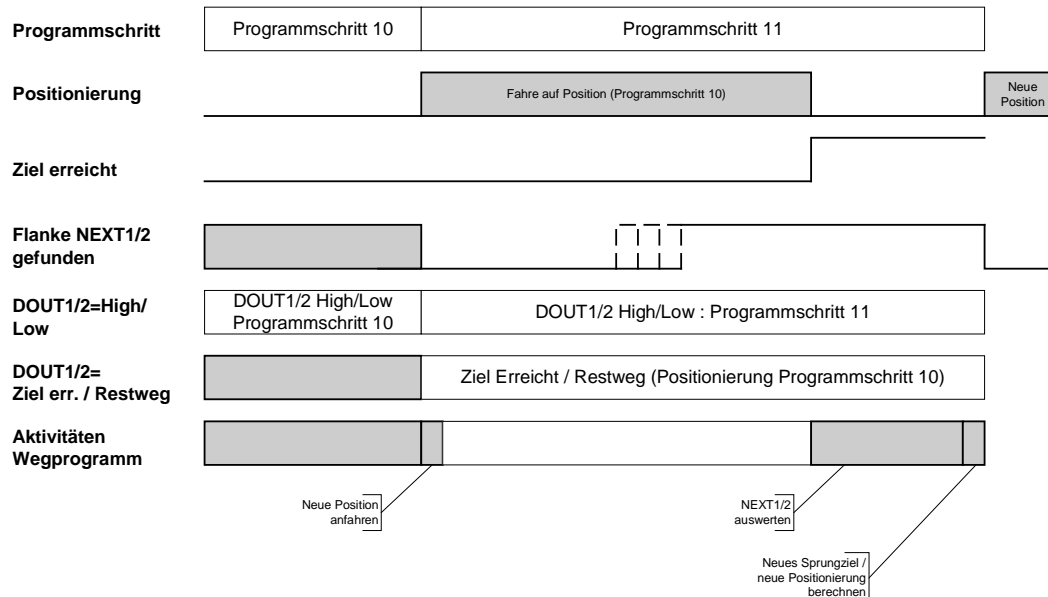 Programmschritt
Programmschritt 10
Programmschritt 11
Positionierung
Fahre auf Position (Programmschritt 10)
Neue
Position
Ziel erreicht
Flanke NEXT1/2
gefunden
DOUT1/2=High/
Low
DOUT1/2 High/Low
Programmschritt 10
DOUT1/2 High/Low : Programmschritt 11
DOUT1/2=
Ziel err. / Restweg
Ziel Erreicht / Restweg (Positionierung Programmschritt 10)
Aktivitäten
Wegprogramm
Neue Position
anfahren
NEXT1/2
auswerten
Neues Sprungziel /
neue Positionierung
berechnen